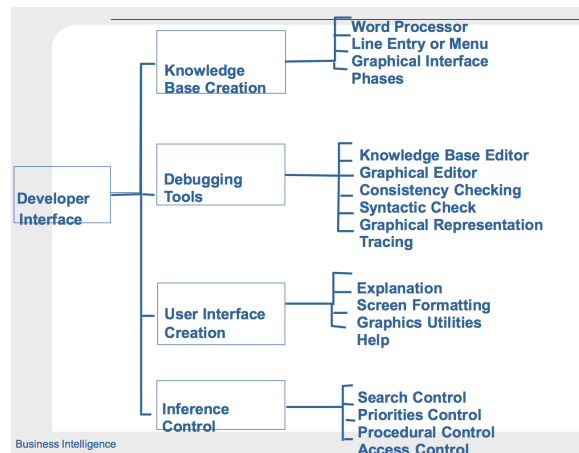 Developer
Interface
Knowledge
Base Creation
Word Processor
Line Entry or Menu
Graphical Interface
Phases
Debugging
Tools
Knowledge Base Editor
Graphical Editor
Consistency Checking
Syntactic Check
Graphical Representation
Tracing
User Interface
Creation
Explanation
Screen Formatting
Graphics Utilities
Help
Inference
Control
Search Control
Priorities Control
Procedural Control
Access Control
Business Intelligence